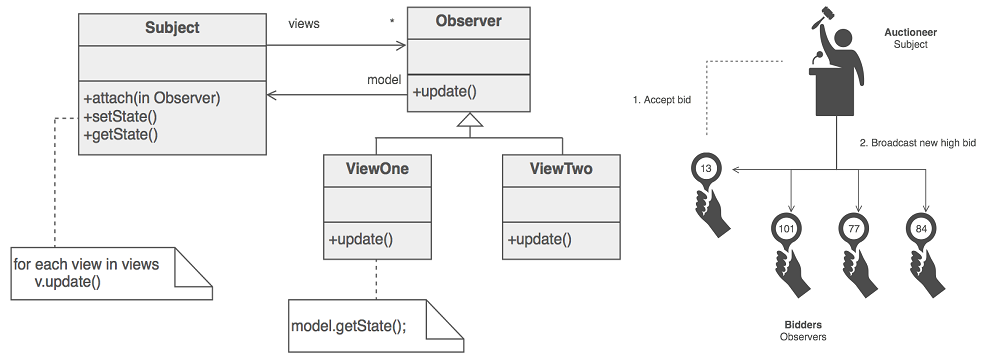 Subject
+attach(in Observer)
+setState()
+getState()
views
*
model
Observer
+update()
ViewOne
+update()
ViewTwo
+update()
for each view in views
v.update()
model.getState();
Auctioneer
Subject
1. Accept bid
2. Broadcast new high bid
13
101
77
84
Bidders
Observers